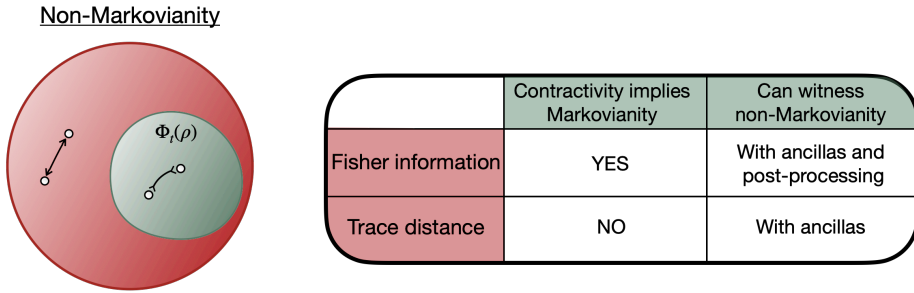 Non-Markovianity
Φₜ(ρ)
Contractivity implies
Markovianity
Can witness
non-Markovianity
Fisher information
YES
With ancillas and
post-processing
Trace distance
NO
With ancillas